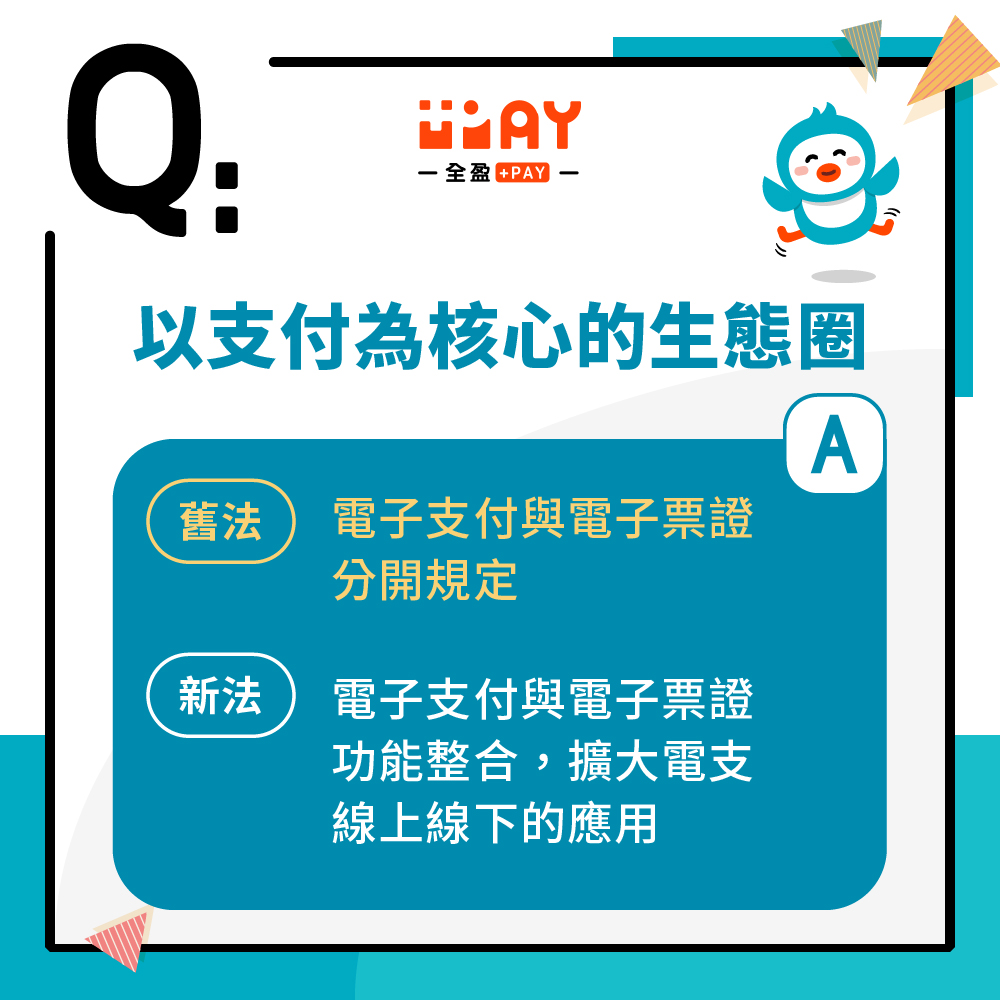 Q:
全盈 +PAY
以支付為核心的生態圈
A
舊法
電子支付與電子票證
分開規定
新法
電子支付與電子票證
功能整合，擴大電支
線上線下的應用